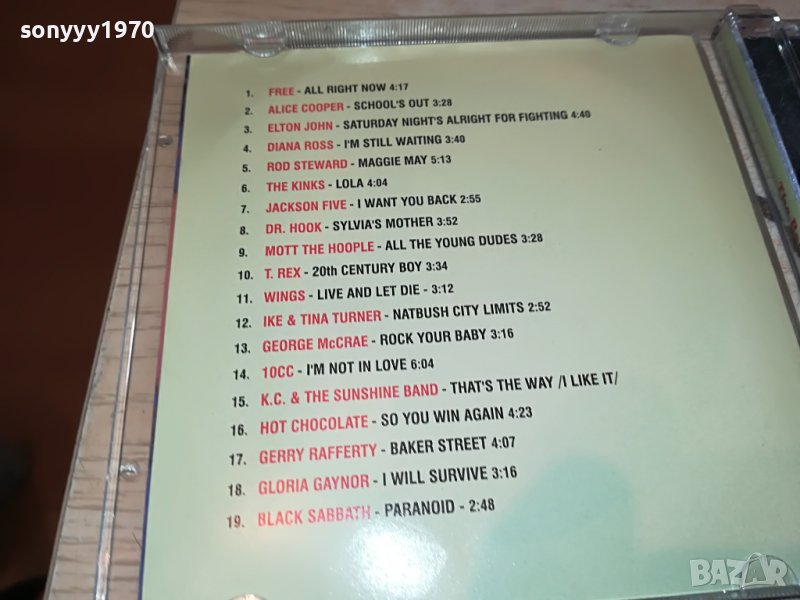 sonyyy1970
1. FREE - ALL RIGHT NOW 4:17
2. ALICE COOPER - SCHOOL'S OUT 3:28
3. ELTON JOHN - SATURDAY NIGHT'S ALRIGHT FOR FIGHTING 4:40
4. DIANA ROSS - I'M STILL WAITING 3:40
5. ROD STEWARD - MAGGIE MAY 5:13
6. THE KINKS - LOLA 4:04
7. JACKSON FIVE - I WANT YOU BACK 2:55
8. DR. HOOK - SYLVIA'S MOTHER 3:52
9. MOTT THE HOOPLE - ALL THE YOUNG DUDES 3:28
10. T. REX - 20th CENTURY BOY 3:34
11. WINGS - LIVE AND LET DIE - 3:12
12. IKE & TINA TURNER - NATBUSH CITY LIMITS 2:52
13. GEORGE McCRAE - ROCK YOUR BABY 3:16
14. 10CC - I'M NOT IN LOVE 6:04
15. K.C. & THE SUNSHINE BAND - THAT'S THE WAY /I LIKE IT/
16. HOT CHOCOLATE - SO YOU WIN AGAIN 4:23
17. GERRY RAFFERTY - BAKER STREET 4:07
18. GLORIA GAYNOR - I WILL SURVIVE 3:16
19. BLACK SABBATH - PARANOID - 2:48
BAZAR